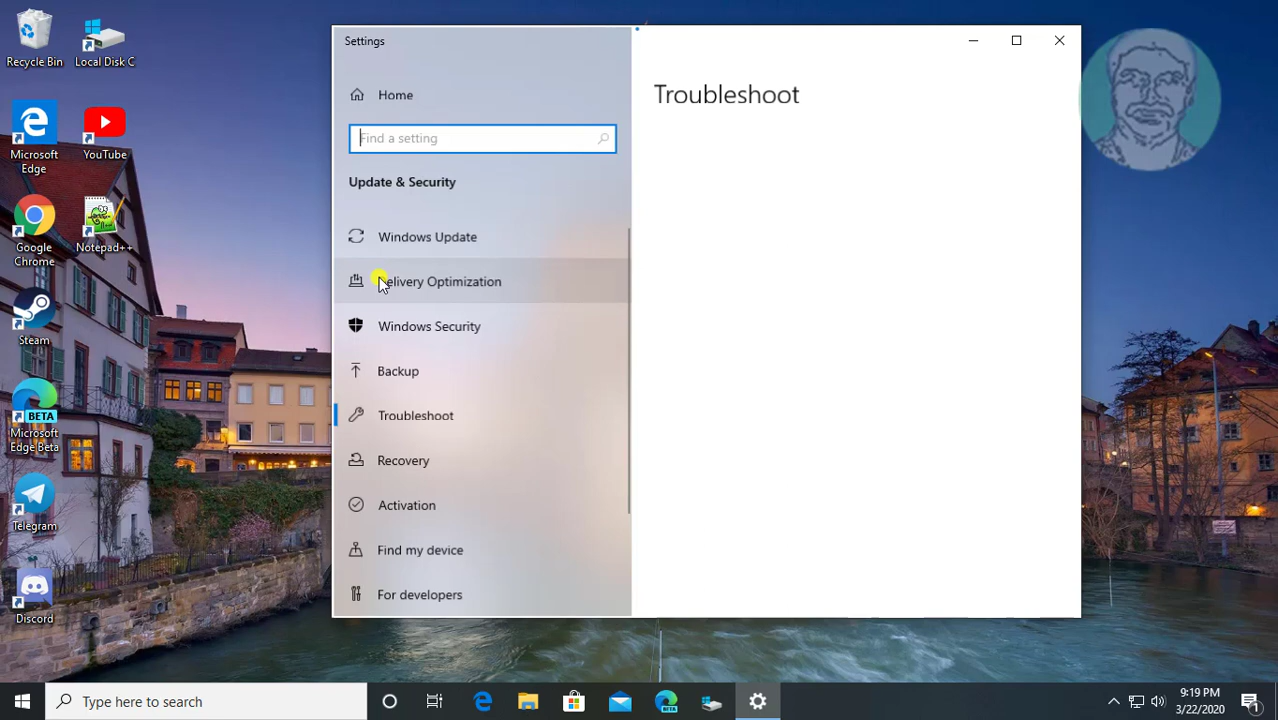 Recycle Bin
Local Disk C
Microsoft Edge
YouTube
Google Chrome
Notepad++
Steam
BETA
Microsoft Edge Beta
Telegram
Discord
Settings
Home
Find a setting
Update & Security
Windows Update
elivery Optimization
Windows Security
Backup
Troubleshoot
Recovery
Activation
Find my device
For developers
Troubleshoot
Type here to search
BETA
9:19 PM
3/22/2020
1